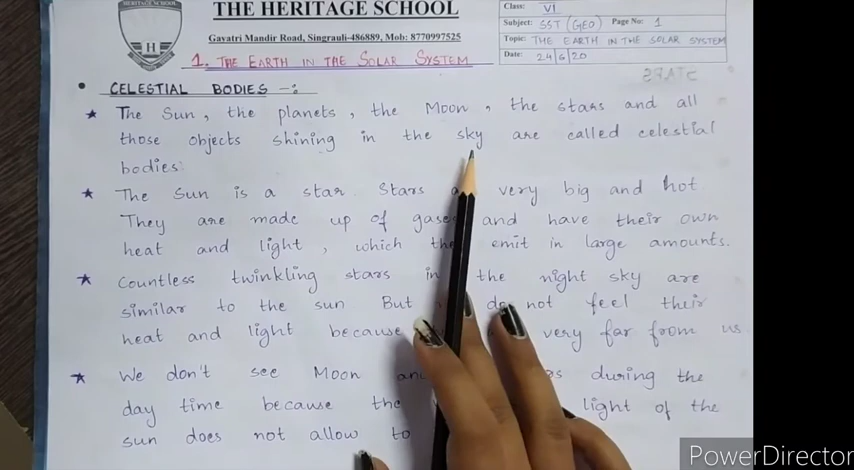 THE HERITAGE SCHOOL
Gayatri Mandir Road, Singrauli-486889, Mob: 8770997525
Class: VI
Subject: SST (GEO) Page No: 1
Topic: THE EARTH IN THE SOLAR SYSTEM
Date: 24/6/20
HERITAGE SCHOOL
H
1. THE EARTH IN THE SOLAR SYSTEM
• CELESTIAL BODIES -:
★ The Sun, the planets, the Moon, the stars and all
those objects shining in the sky are called celestial
bodies.
★ The Sun is a star. Stars very big and hot
They are made up of gases and have their own
heat and light, which emit in large amounts.
★ Countless twinkling stars in the night sky are
similar to the sun But do not feel their
heat and light because very far from us
★ We don't see Moon during the
day time because the light of the
sun does not allow to
PowerDirector